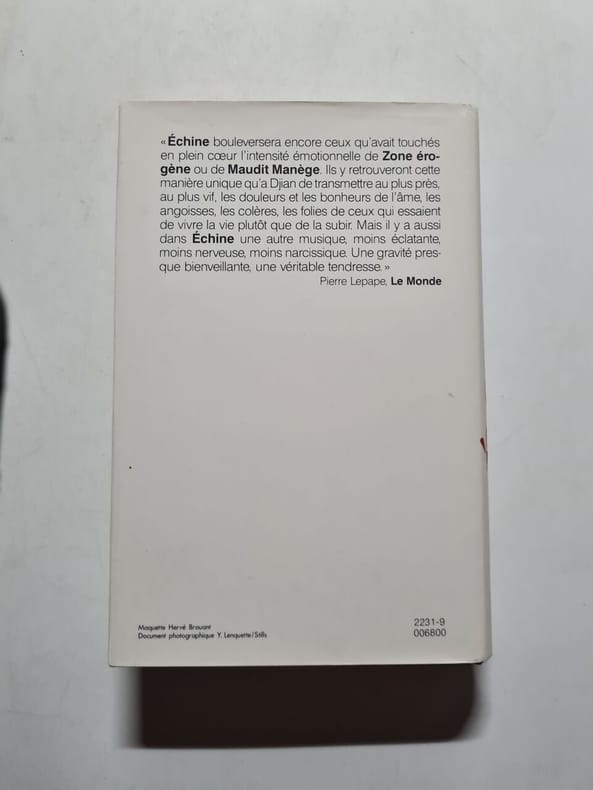 « Échine bouleversera encore ceux qu'avait touchés
en plein cœur l'intensité émotionnelle de Zone éro-
gène ou de Maudit Manège. Ils y retrouveront cette
manière unique qu'a Djian de transmettre au plus près,
au plus vif, les douleurs et les bonheurs de l'âme, les
angoisses, les colères, les folies de ceux qui essaient
de vivre la vie plutôt que de la subir. Mais il y a aussi
dans Échine une autre musique, moins éclatante,
moins nerveuse, moins narcissique. Une gravité pres-
que bienveillante, une véritable tendresse. »
Pierre Lepape, Le Monde
Maquette Hervé Brouant
Document photographique Y. Lenquette/Stills
2231-9
006800